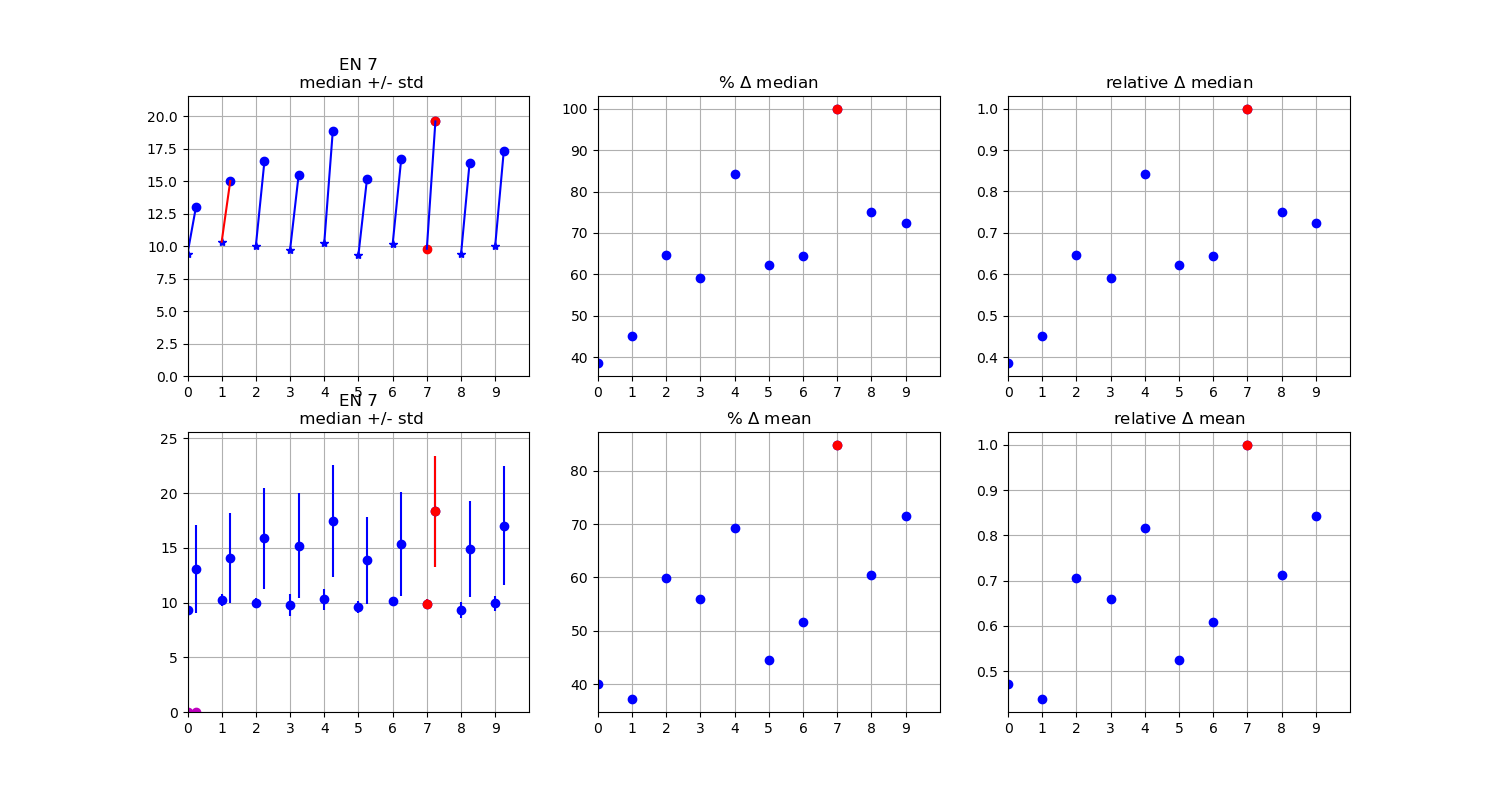 EN 7
median +/- std
20.0
17.5
15.0
12.5
10.0
7.5
5.0
2.5
0.0
0 1 2 3 4 5 6 7 8 9
% Δ median
100
90
80
70
60
50
40
0 1 2 3 4 5 6 7 8 9
relative Δ median
1.0
0.9
0.8
0.7
0.6
0.5
0.4
0 1 2 3 4 5 6 7 8 9
EN 7
median +/- std
25
20
15
10
5
0
0 1 2 3 4 5 6 7 8 9
% Δ mean
80
70
60
50
40
0 1 2 3 4 5 6 7 8 9
relative Δ mean
1.0
0.9
0.8
0.7
0.6
0.5
0 1 2 3 4 5 6 7 8 9